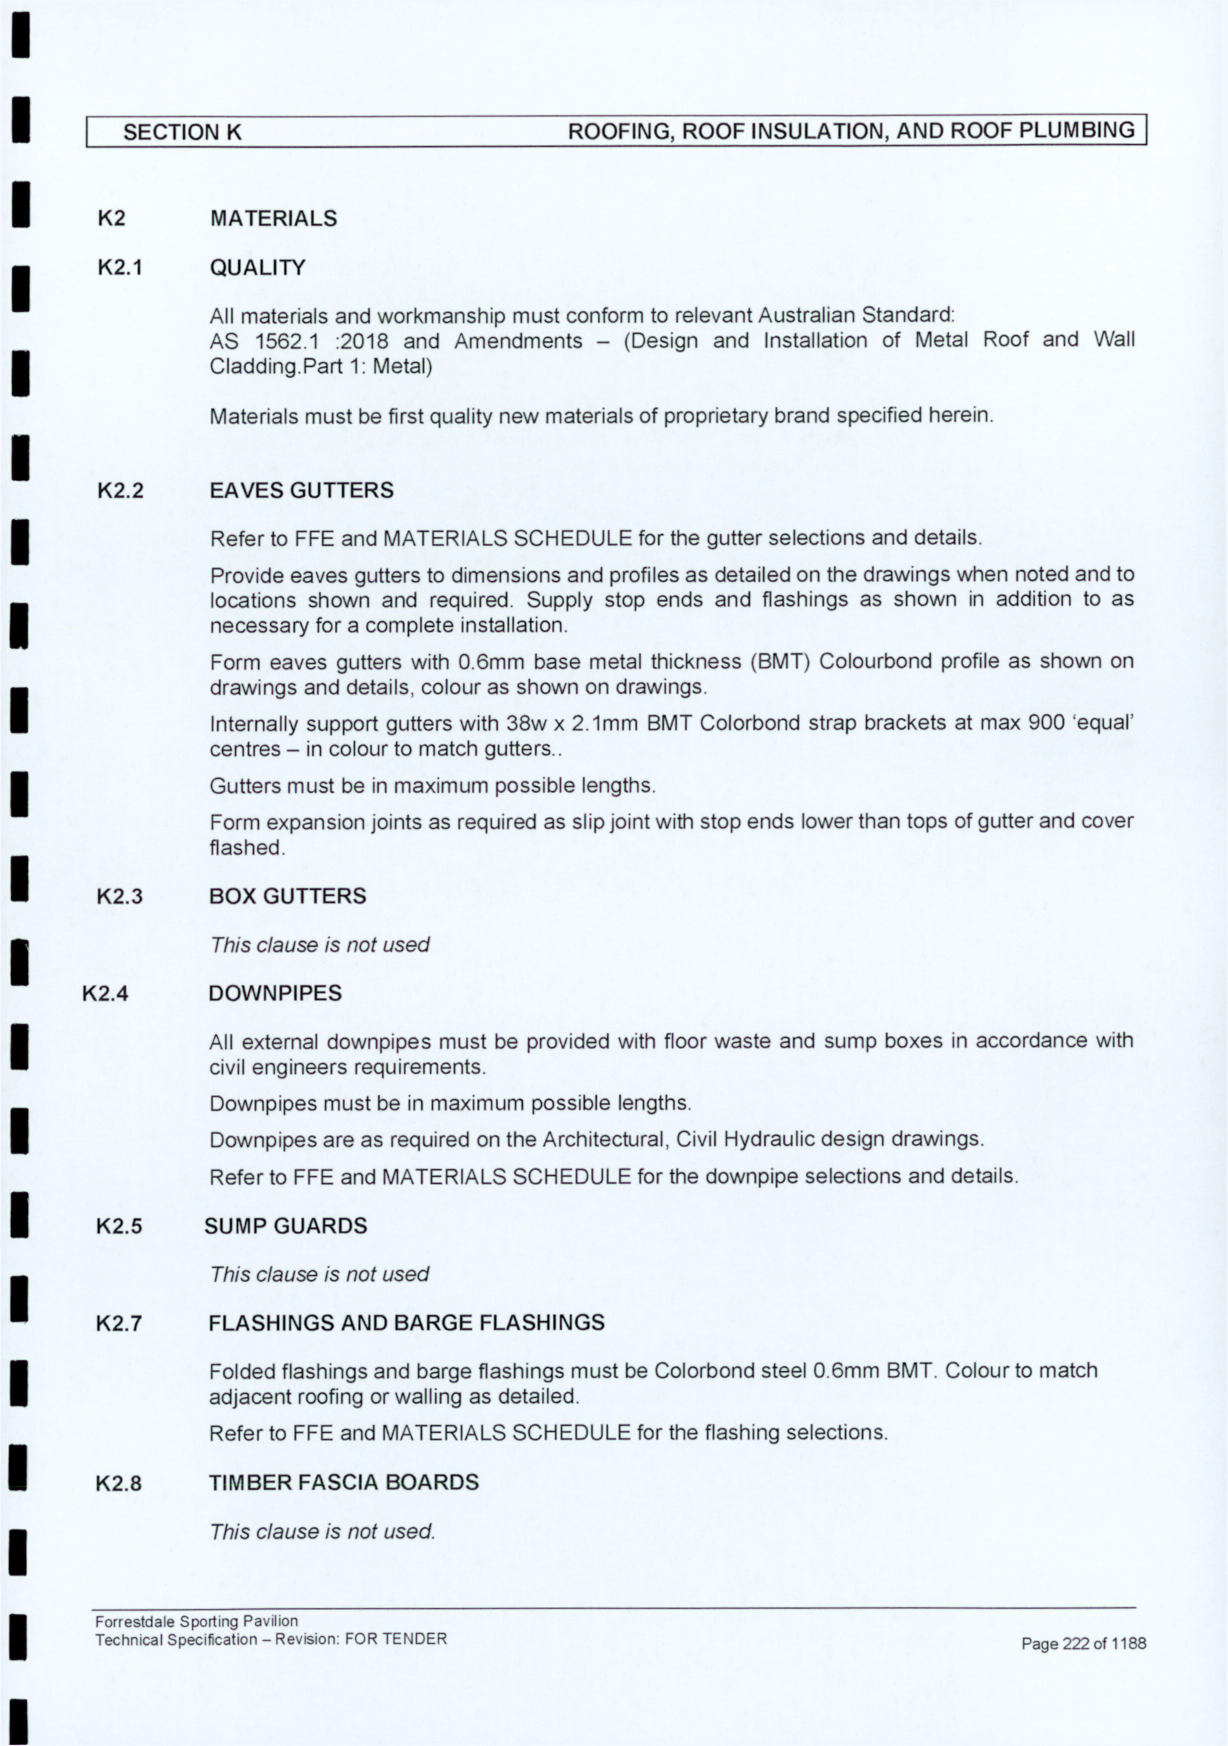 SECTION K ROOFING, ROOF INSULATION, AND ROOF PLUMBING
K2 MATERIALS
K2.1 QUALITY
All materials and workmanship must conform to relevant Australian Standard:
AS 1562.1 :2018 and Amendments – (Design and Installation of Metal Roof and Wall
Cladding.Part 1: Metal)
Materials must be first quality new materials of proprietary brand specified herein.
K2.2 EAVES GUTTERS
Refer to FFE and MATERIALS SCHEDULE for the gutter selections and details.
Provide eaves gutters to dimensions and profiles as detailed on the drawings when noted and to
locations shown and required. Supply stop ends and flashings as shown in addition to as
necessary for a complete installation.
Form eaves gutters with 0.6mm base metal thickness (BMT) Colourbond profile as shown on
drawings and details, colour as shown on drawings.
Internally support gutters with 38w x 2.1mm BMT Colorbond strap brackets at max 900 ‘equal’
centres – in colour to match gutters..
Gutters must be in maximum possible lengths.
Form expansion joints as required as slip joint with stop ends lower than tops of gutter and cover
flashed.
K2.3 BOX GUTTERS
This clause is not used
K2.4 DOWNPIPES
All external downpipes must be provided with floor waste and sump boxes in accordance with
civil engineers requirements.
Downpipes must be in maximum possible lengths.
Downpipes are as required on the Architectural, Civil Hydraulic design drawings.
Refer to FFE and MATERIALS SCHEDULE for the downpipe selections and details.
K2.5 SUMP GUARDS
This clause is not used
K2.7 FLASHINGS AND BARGE FLASHINGS
Folded flashings and barge flashings must be Colorbond steel 0.6mm BMT. Colour to match
adjacent roofing or walling as detailed.
Refer to FFE and MATERIALS SCHEDULE for the flashing selections.
K2.8 TIMBER FASCIA BOARDS
This clause is not used.
Forrestdale Sporting Pavilion
Technical Specification – Revision: FOR TENDER
Page 222 of 1188